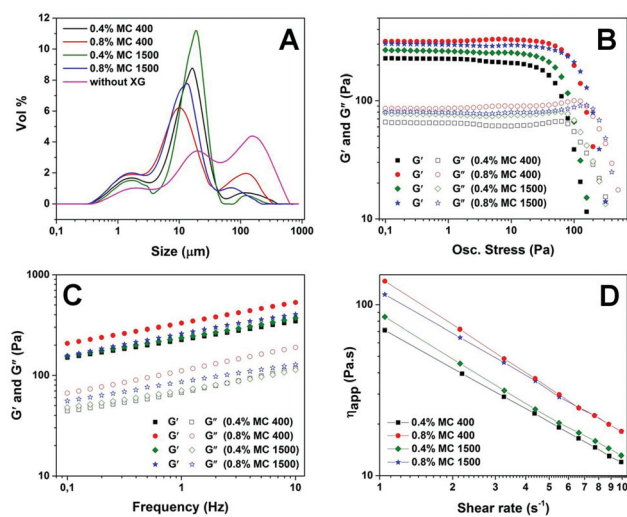 A
0.4% MC 400
0.8% MC 400
0.4% MC 1500
0.8% MC 1500
without XG
Vol %
12
10
8
6
4
2
0
0,1 1 10 100 1000
Size (μm)
B
G' and G" (Pa)
100
10
G' G" (0.4% MC 400)
G' G" (0.8% MC 400)
G' G" (0.4% MC 1500)
G' G" (0.8% MC 1500)
0,1 1 10 100
Osc. Stress (Pa)
C
G' and G" (Pa)
1000
100
10
G' G" (0.4% MC 400)
G' G" (0.8% MC 400)
G' G" (0.4% MC 1500)
G' G" (0.8% MC 1500)
0,1 1 10
Frequency (Hz)
D
ηapp (Pa.s)
100
10
0.4% MC 400
0.8% MC 400
0.4% MC 1500
0.8% MC 1500
1 2 3 4 5 6 7 8 9 10
Shear rate (s⁻¹)